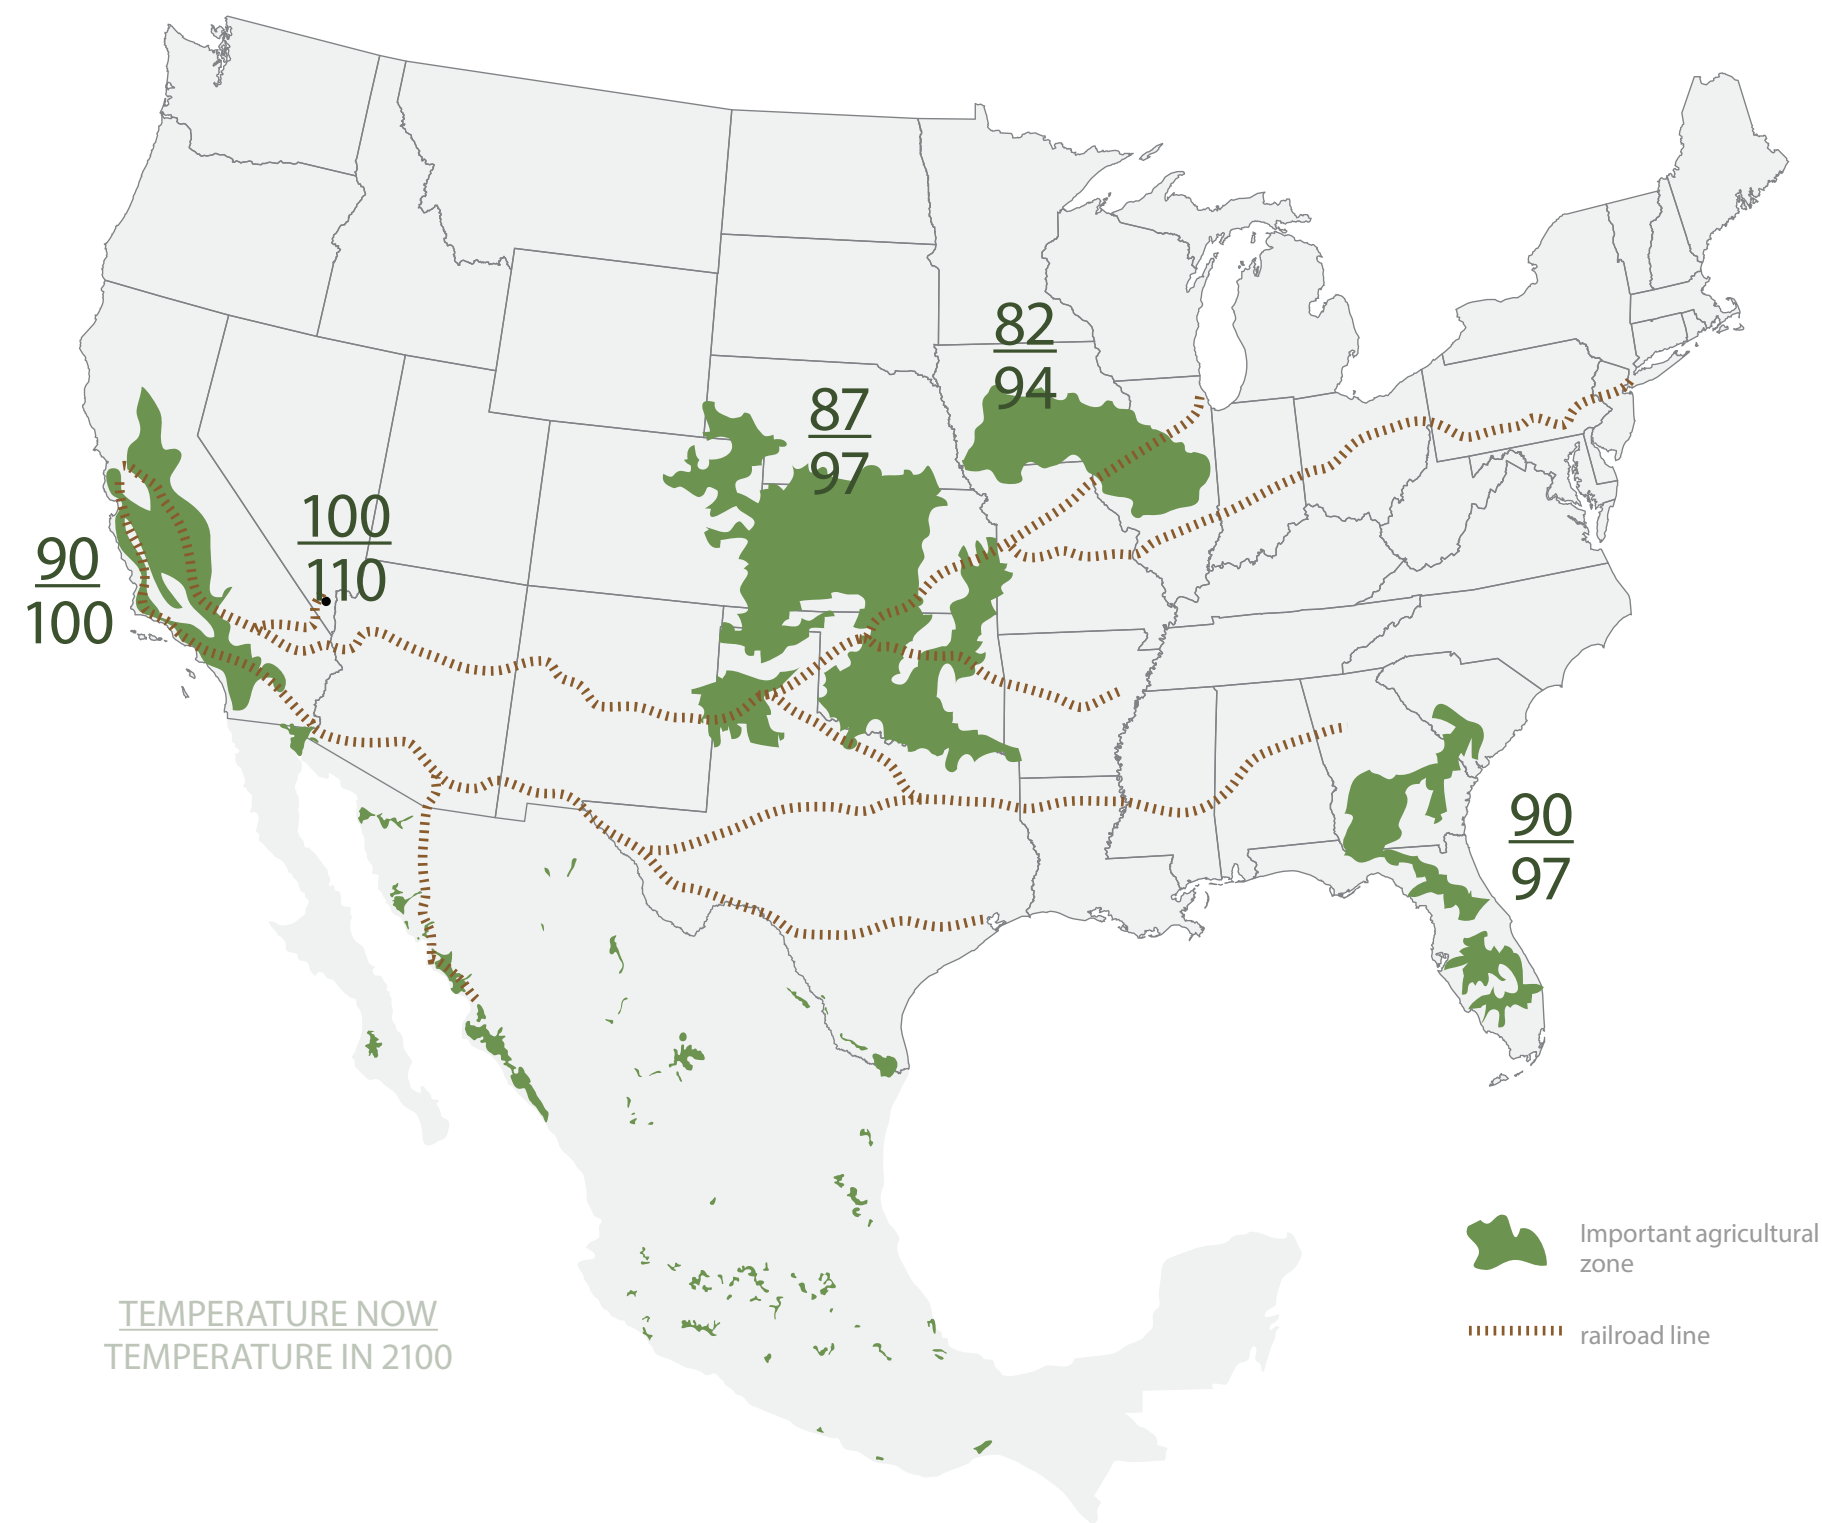 82
94
87
97
100
110
90
100
90
97
Important agricultural
zone
TEMPERATURE NOW
TEMPERATURE IN 2100
railroad line